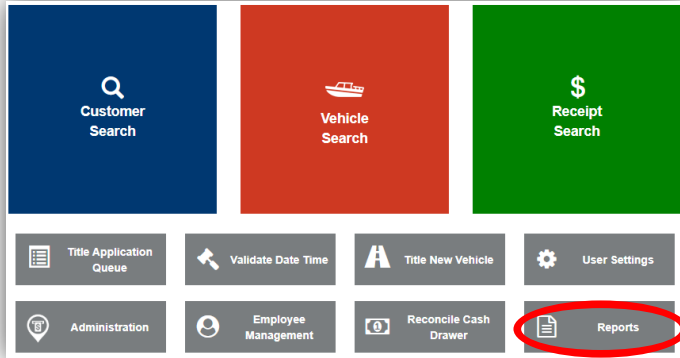 Customer
Search
Vehicle
Search
$
Receipt
Search
Title Application
Queue
Validate Date Time
Title New Vehicle
User Settings
Administration
Employee
Management
Reconcile Cash
Drawer
Reports